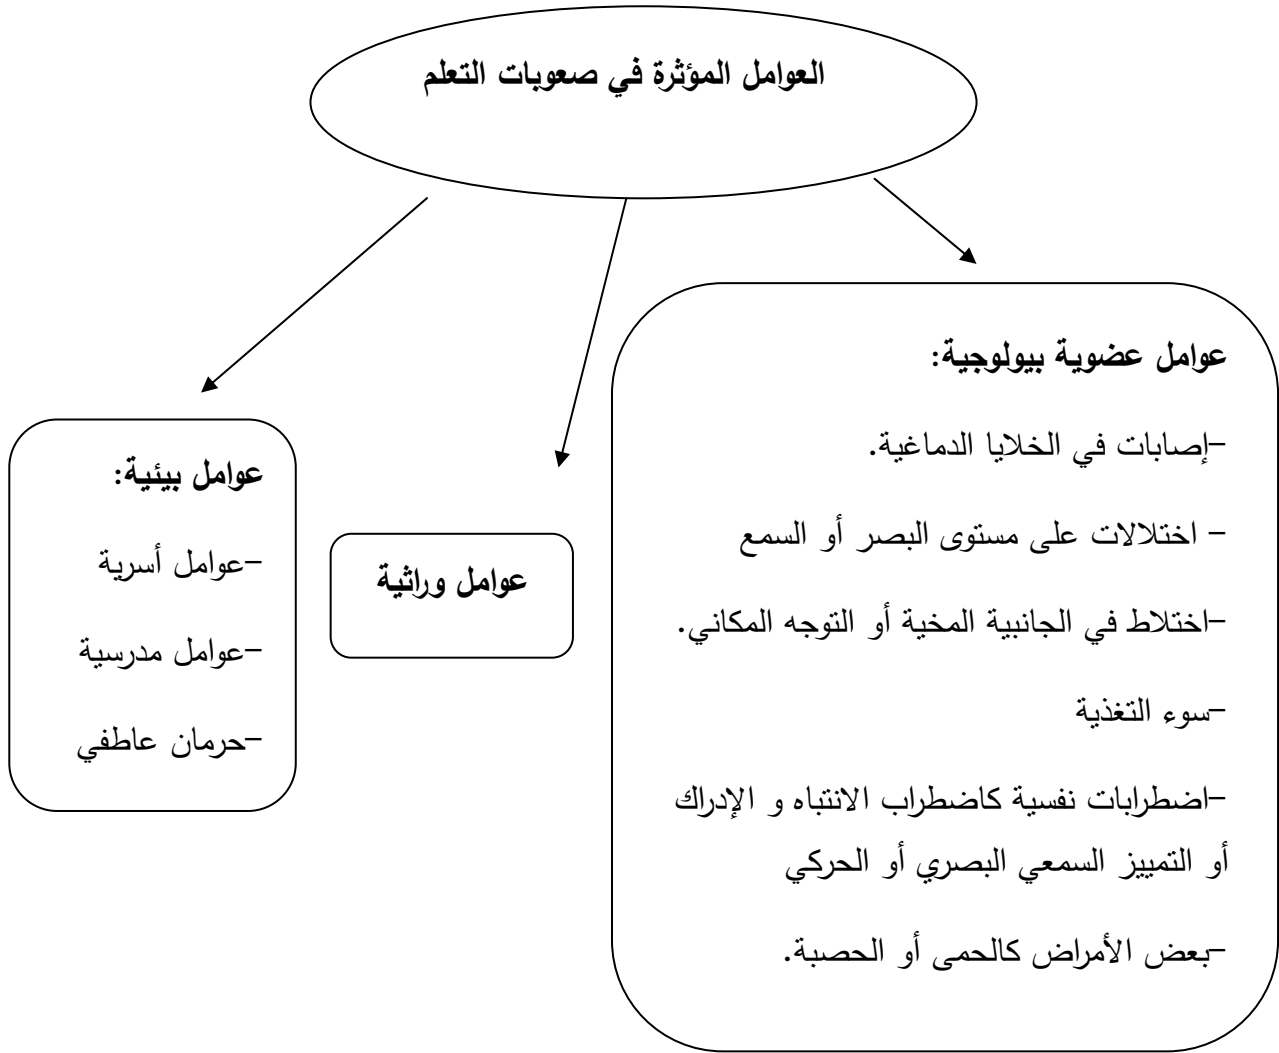 العوامل المؤثرة في صعوبات التعلم
عوامل عضوية بيولوجية:
-إصابات في الخلايا الدماغية.
- اختلالات على مستوى البصر أو السمع
-اختلاط في الجانبية المخية أو التوجه المكاني.
-سوء التغذية
-اضطرابات نفسية كاضطراب الانتباه و الإدراك
أو التمييز السمعي البصري أو الحركي
-بعض الأمراض كالحمى أو الحصبة.
عوامل وراثية
عوامل بيئية:
-عوامل أسرية
-عوامل مدرسية
-حرمان عاطفي